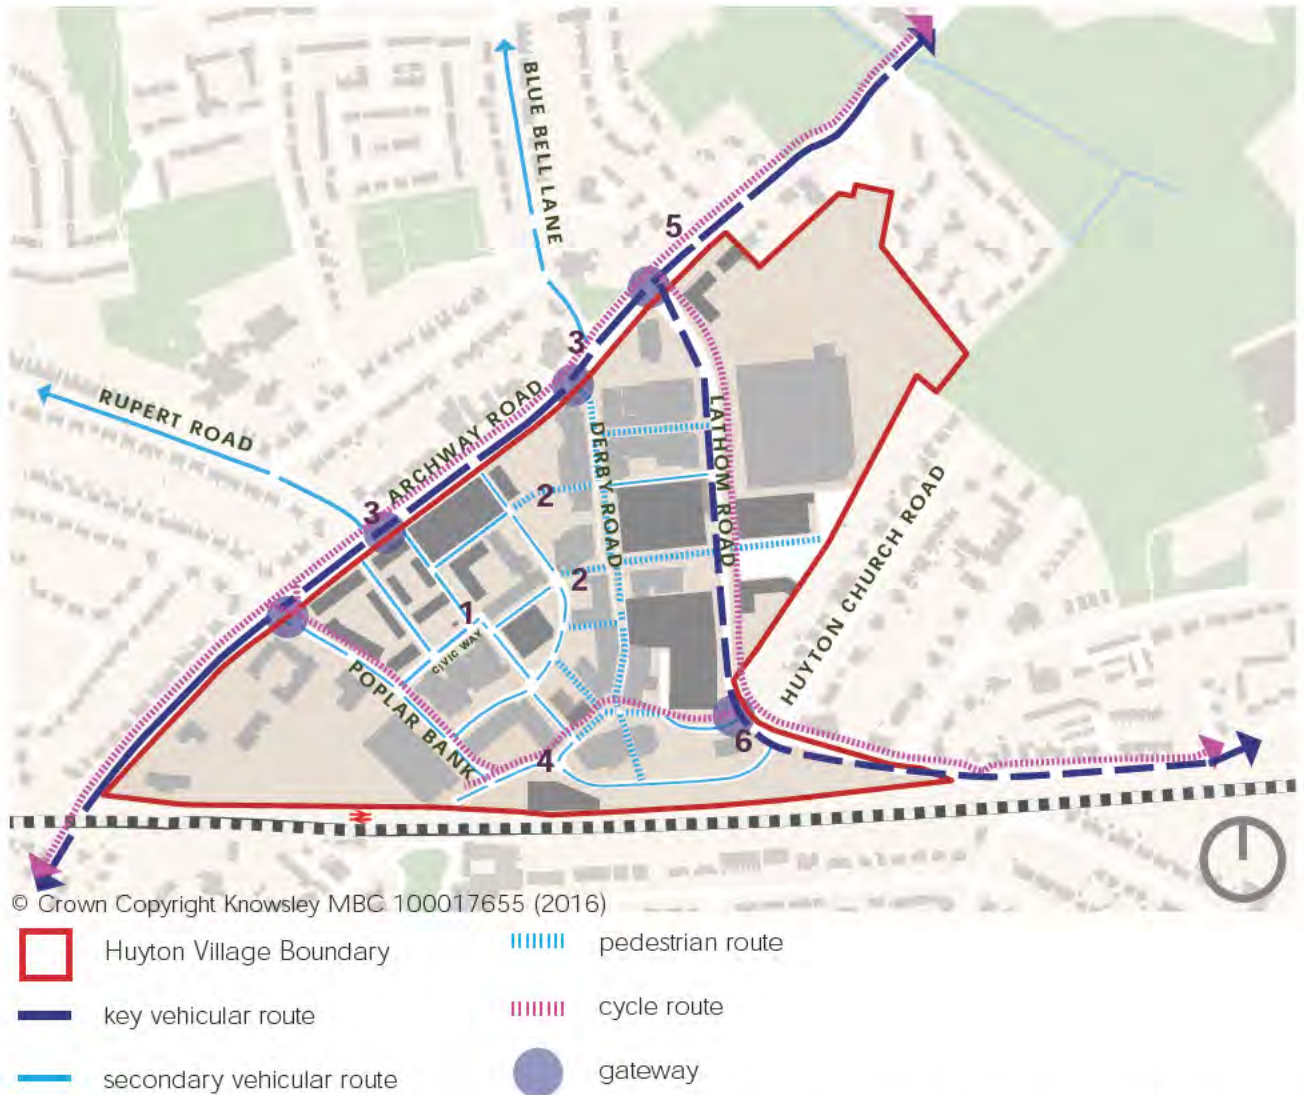 BLUE BELL LANE
5
3
RUPERT ROAD
ARCHWAY ROAD
LATHOM ROAD
DERBY ROAD
2
3
HUYTON CHURCH ROAD
2
1
CIVIC WAY
POPLAR BANK
6
4
© Crown Copyright Knowsley MBC 100017655 (2016)
Huyton Village Boundary
key vehicular route
secondary vehicular route
pedestrian route
cycle route
gateway